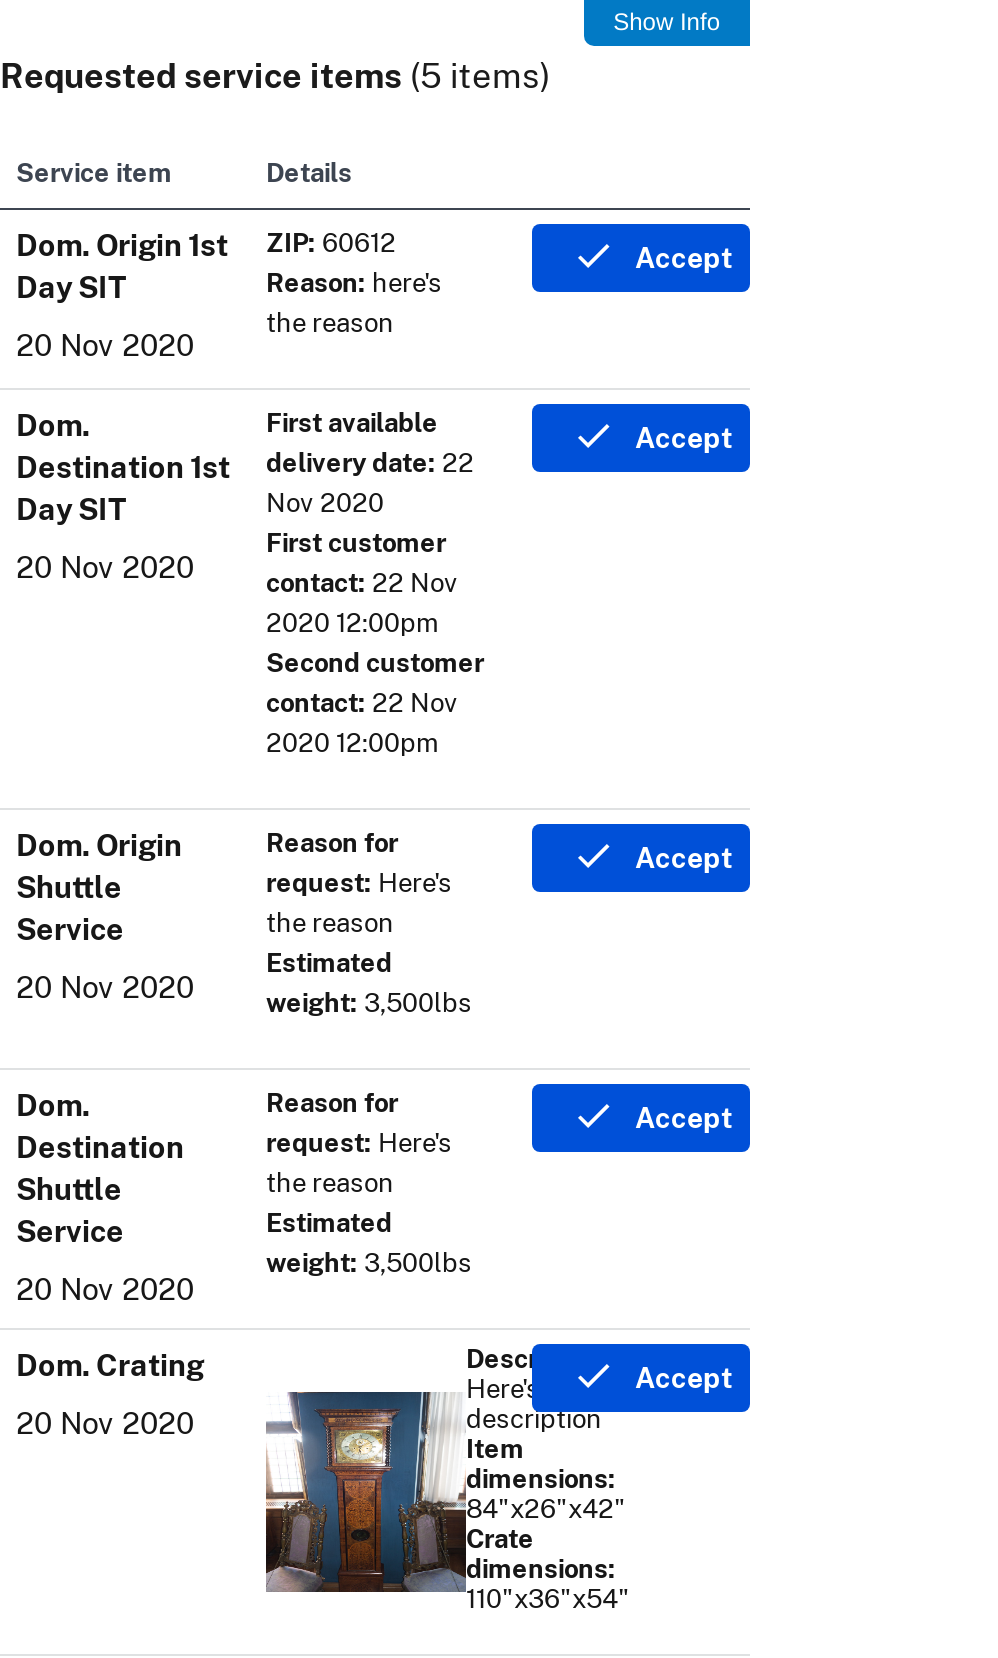 Show Info
Requested service items (5 items)
Service item
Details
Dom. Origin 1st
Day SIT
20 Nov 2020
ZIP: 60612
Reason: here's
the reason
Accept
Dom.
Destination 1st
Day SIT
20 Nov 2020
First available
delivery date: 22
Nov 2020
First customer
contact: 22 Nov
2020 12:00pm
Second customer
contact: 22 Nov
2020 12:00pm
Accept
Dom. Origin
Shuttle
Service
20 Nov 2020
Reason for
request: Here's
the reason
Estimated
weight: 3,500lbs
Accept
Dom.
Destination
Shuttle
Service
20 Nov 2020
Reason for
request: Here's
the reason
Estimated
weight: 3,500lbs
Accept
Dom. Crating
20 Nov 2020
Here's
description
Item
dimensions:
84"x26"x42"
Crate
dimensions:
110"x36"x54"
Accept